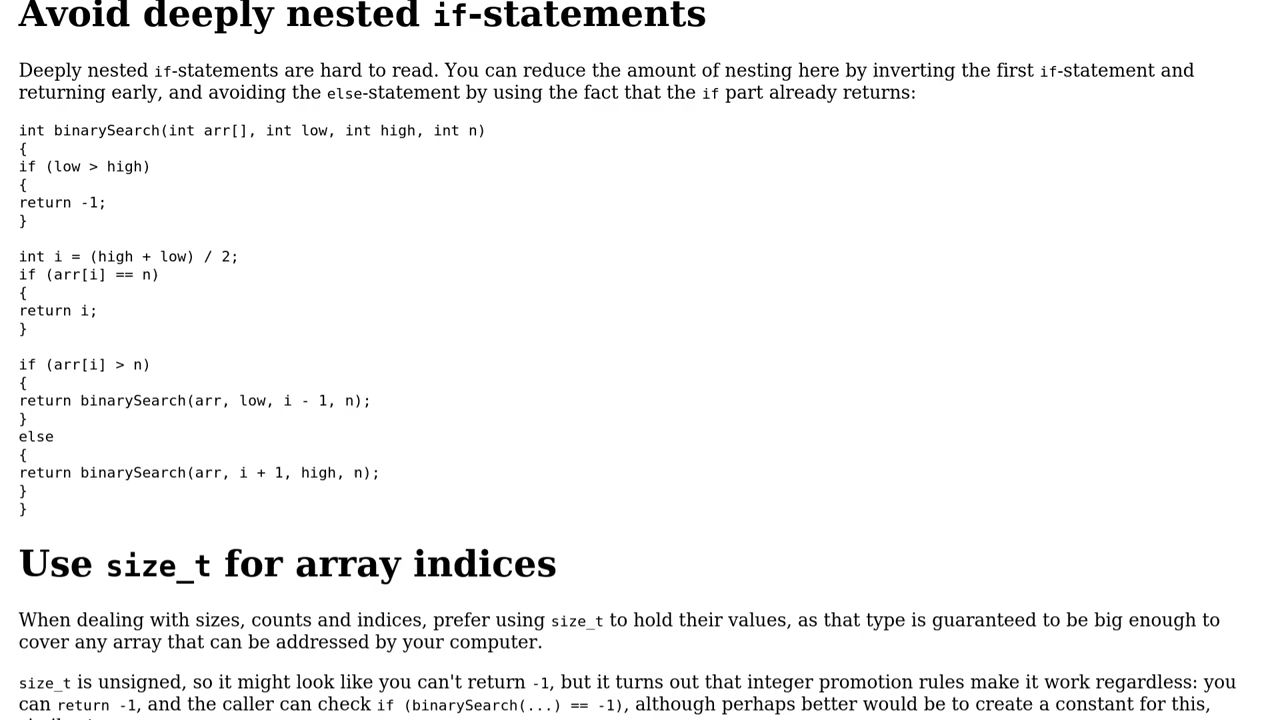 Avoid deeply nested if-statements
Deeply nested if-statements are hard to read. You can reduce the amount of nesting here by inverting the first if-statement and
returning early, and avoiding the else-statement by using the fact that the if part already returns:
int binarySearch(int arr[], int low, int high, int n)
{
if (low > high)
{
return -1;
}
int i = (high + low) / 2;
if (arr[i] == n)
{
return i;
}
if (arr[i] > n)
{
return binarySearch(arr, low, i - 1, n);
}
else
{
return binarySearch(arr, i + 1, high, n);
}
}
Use size_t for array indices
When dealing with sizes, counts and indices, prefer using size_t to hold their values, as that type is guaranteed to be big enough to
cover any array that can be addressed by your computer.
size_t is unsigned, so it might look like you can't return -1, but it turns out that integer promotion rules make it work regardless: you
can return -1, and the caller can check if (binarySearch(...) == -1), although perhaps better would be to create a constant for this,